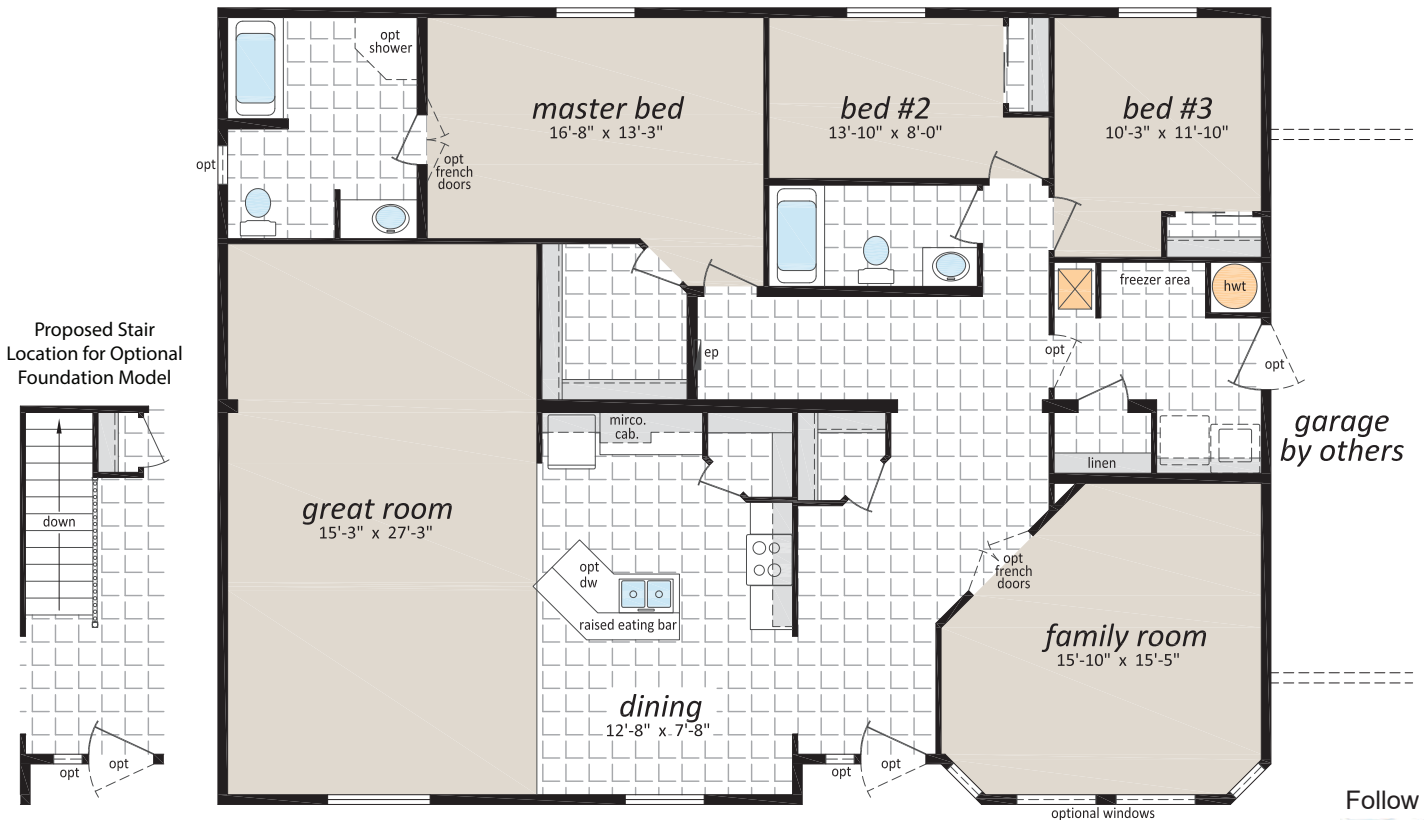 opt
shower
master bed
16'-8" x 13'-3"
bed #2
13'-10" x 8'-0"
bed #3
10'-3" x 11'-10"
opt
opt
french
doors
freezer area
hwt
Proposed Stair
Location for Optional
Foundation Model
ep
opt
opt
mirco.
cab.
garage
by others
linen
great room
15'-3" x 27'-3"
down
opt
dw
opt
french
doors
raised eating bar
family room
15'-10" x 15'-5"
dining
12'-8" x 7'-8"
opt
opt
opt
opt
optional windows
Follow